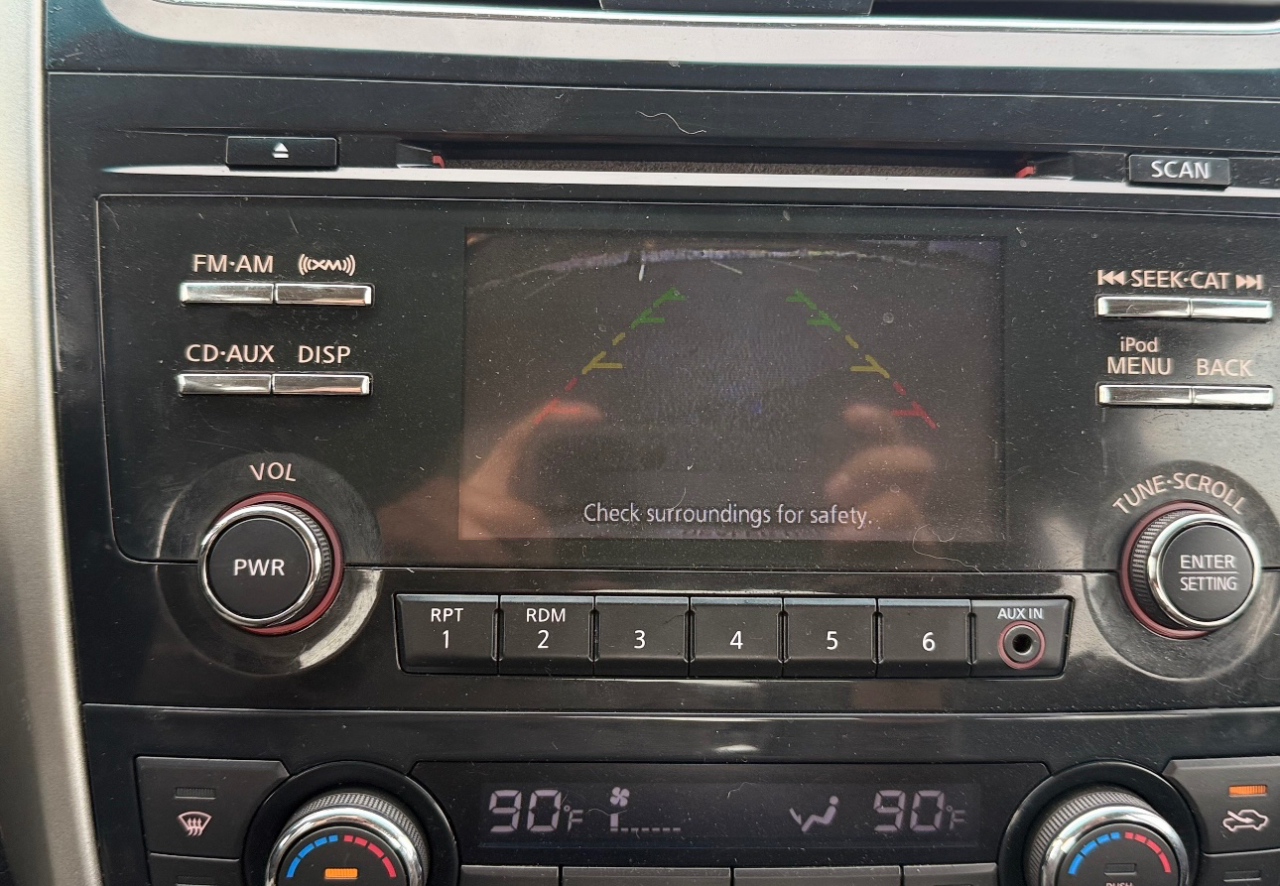 SCAN
FM·AM XM
SEEK·CAT
CD·AUX DISP
iPod
MENU BACK
VOL
TUNE·SCROLL
PWR
Check surroundings for safety.
ENTER
SETTING
RPT RDM AUX IN
1 2 3 4 5 6
90°F 90°F